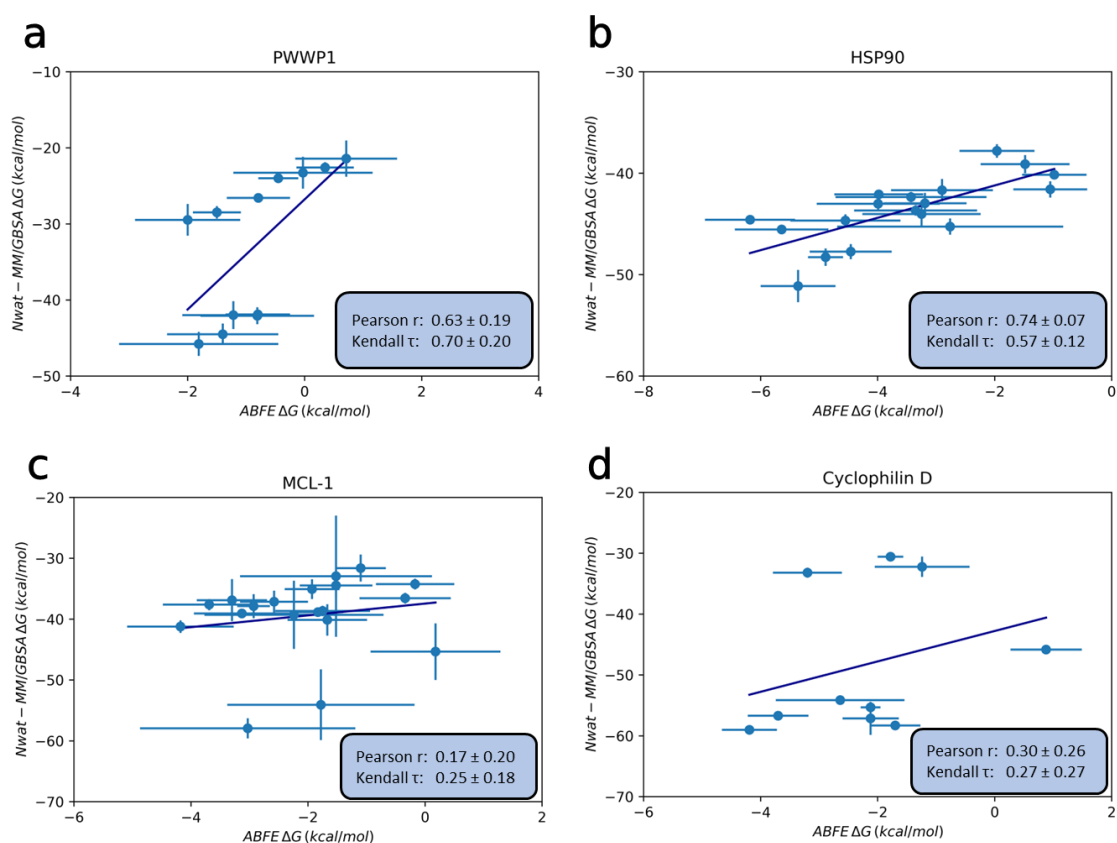 a
PWWP1
−10
−20
−30
−40
−50
Nwat − MM/GBSA ΔG (kcal/mol)
Pearson r: 0.63 ± 0.19
Kendall τ: 0.70 ± 0.20
−4 −2 0 2 4
ABFE ΔG (kcal/mol)
b
HSP90
−30
−40
−50
−60
Nwat − MM/GBSA ΔG (kcal/mol)
Pearson r: 0.74 ± 0.07
Kendall τ: 0.57 ± 0.12
−8 −6 −4 −2 0
ABFE ΔG (kcal/mol)
c
MCL-1
−20
−30
−40
−50
−60
−70
Nwat − MM/GBSA ΔG (kcal/mol)
Pearson r: 0.17 ± 0.20
Kendall τ: 0.25 ± 0.18
−6 −4 −2 0 2
ABFE ΔG (kcal/mol)
d
Cyclophilin D
−20
−30
−40
−50
−60
−70
Nwat − MM/GBSA ΔG (kcal/mol)
Pearson r: 0.30 ± 0.26
Kendall τ: 0.27 ± 0.27
−6 −4 −2 0 2
ABFE ΔG (kcal/mol)